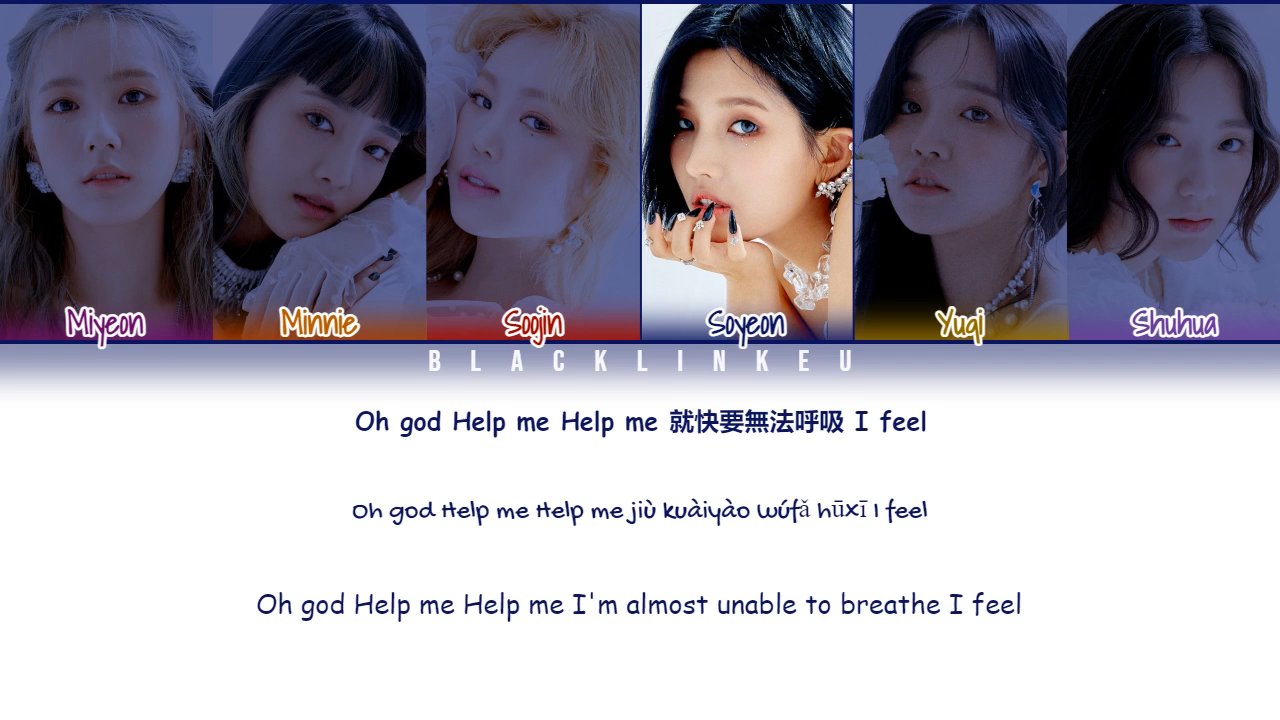 Miyeon Minnie Soojin Soyeon Yuqi Shuhua
BLACKLINKEU
Oh god Help me Help me 就快要無法呼吸 I feel
Oh god Help me Help me jiù kuàiyào wúfǎ hūxī I feel
Oh god Help me Help me I'm almost unable to breathe I feel